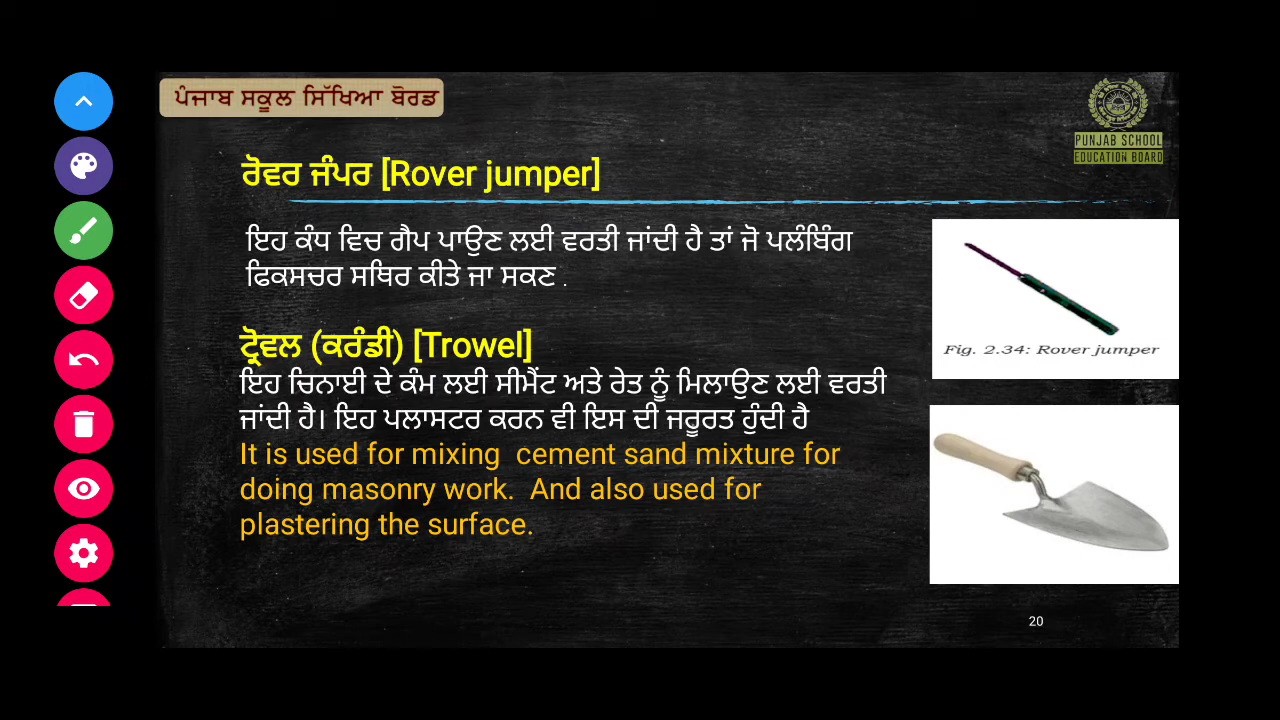 ਪੰਜਾਬ ਸਕੂਲ ਸਿੱਖਿਆ ਬੋਰਡ
PUNJAB SCHOOL
EDUCATION BOARD
ਰੋਵਰ ਜੰਪਰ [Rover jumper]
ਇਹ ਕੰਧ ਵਿਚ ਗੈਪ ਪਾਉਣ ਲਈ ਵਰਤੀ ਜਾਂਦੀ ਹੈ ਤਾਂ ਜੋ ਪਲੰਬਿੰਗ
ਫਿਕਸਚਰ ਸਥਿਰ ਕੀਤੇ ਜਾ ਸਕਣ .
Fig. 2.34: Rover jumper
ਟ੍ਰੋਵਲ (ਕਰੰਡੀ) [Trowel]
ਇਹ ਚਿਨਾਈ ਦੇ ਕੰਮ ਲਈ ਸੀਮੈਂਟ ਅਤੇ ਰੇਤ ਨੂੰ ਮਿਲਾਉਣ ਲਈ ਵਰਤੀ
ਜਾਂਦੀ ਹੈ। ਇਹ ਪਲਾਸਟਰ ਕਰਨ ਵੀ ਇਸ ਦੀ ਜਰੂਰਤ ਹੁੰਦੀ ਹੈ
It is used for mixing  cement sand mixture for
doing masonry work.  And also used for
plastering the surface.
20